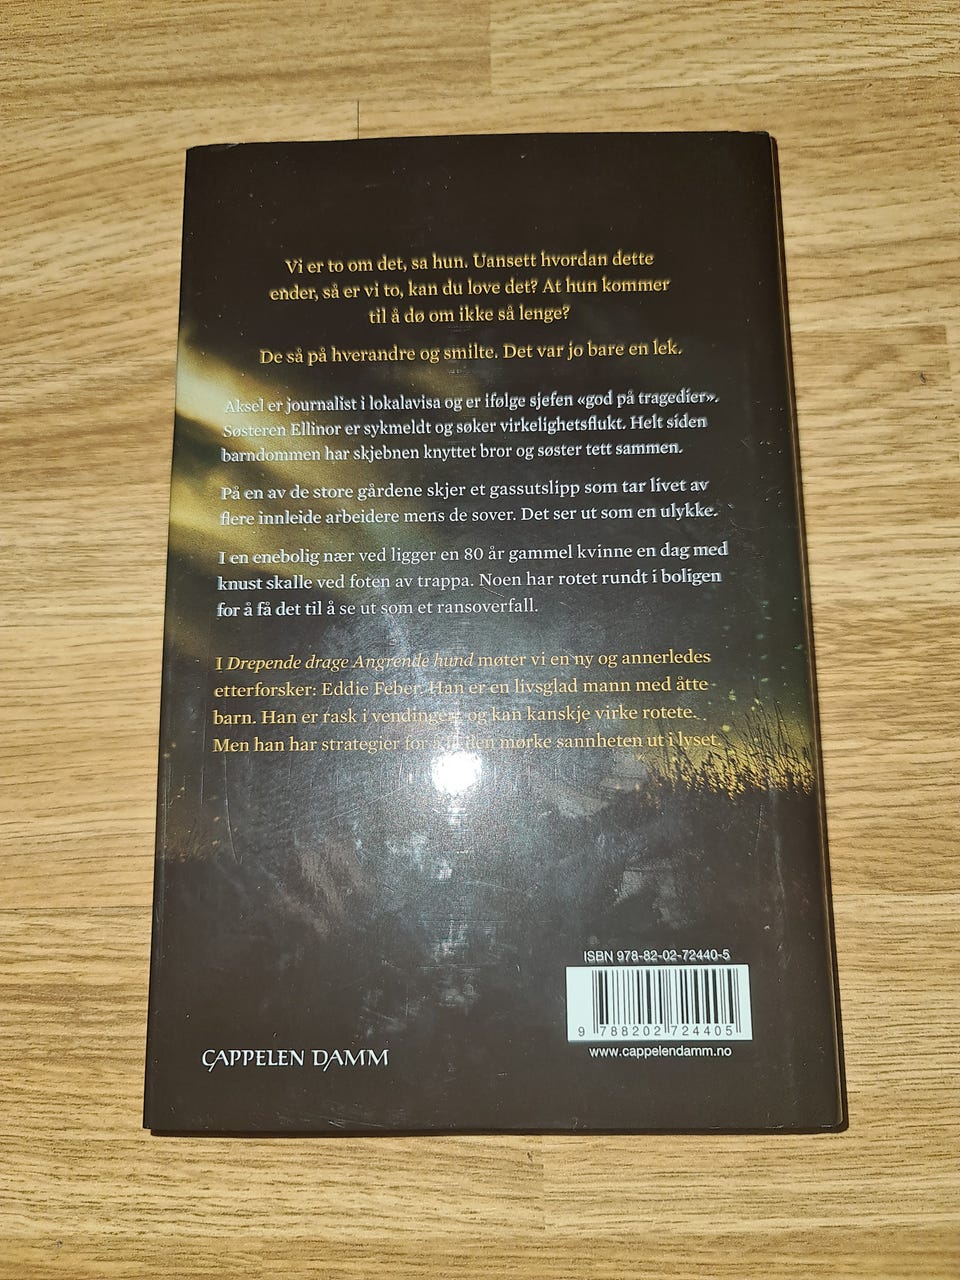 Vi er to om det, sa hun. Uansett hvordan dette
ender, så er vi to, kan du love det? At hun kommer
til å dø om ikke så lenge?
De så på hverandre og smilte. Det var jo bare en lek.
Aksel er journalist i lokalavisa og er ifølge sjefen «god på tragedier».
Søsteren Ellinor er sykmeldt og søker virkelighetsflukt. Helt siden
barndommen har skjebnen knyttet bror og søster tett sammen.
På en av de store gårdene skjer et gassutslipp som tar livet av
flere innleide arbeidere mens de sover. Det ser ut som en ulykke.
I en enebolig nær ved ligger en 80 år gammel kvinne en dag med
knust skalle ved foten av trappa. Noen har rotet rundt i boligen
for å få det til å se ut som et ransoverfall.
I Drepende drage Angrende hund møter vi en ny og annerledes
etterforsker: Eddie Feber. Han er en livsglad mann med åtte
barn. Han er rask i vendingene, og kan kanskje virke rotete.
Men han har strategier for å den mørke sannheten ut i lyset.
ISBN 978-82-02-72440-5
9 788202 724405
www.cappelendamm.no
CAPPELEN DAMM